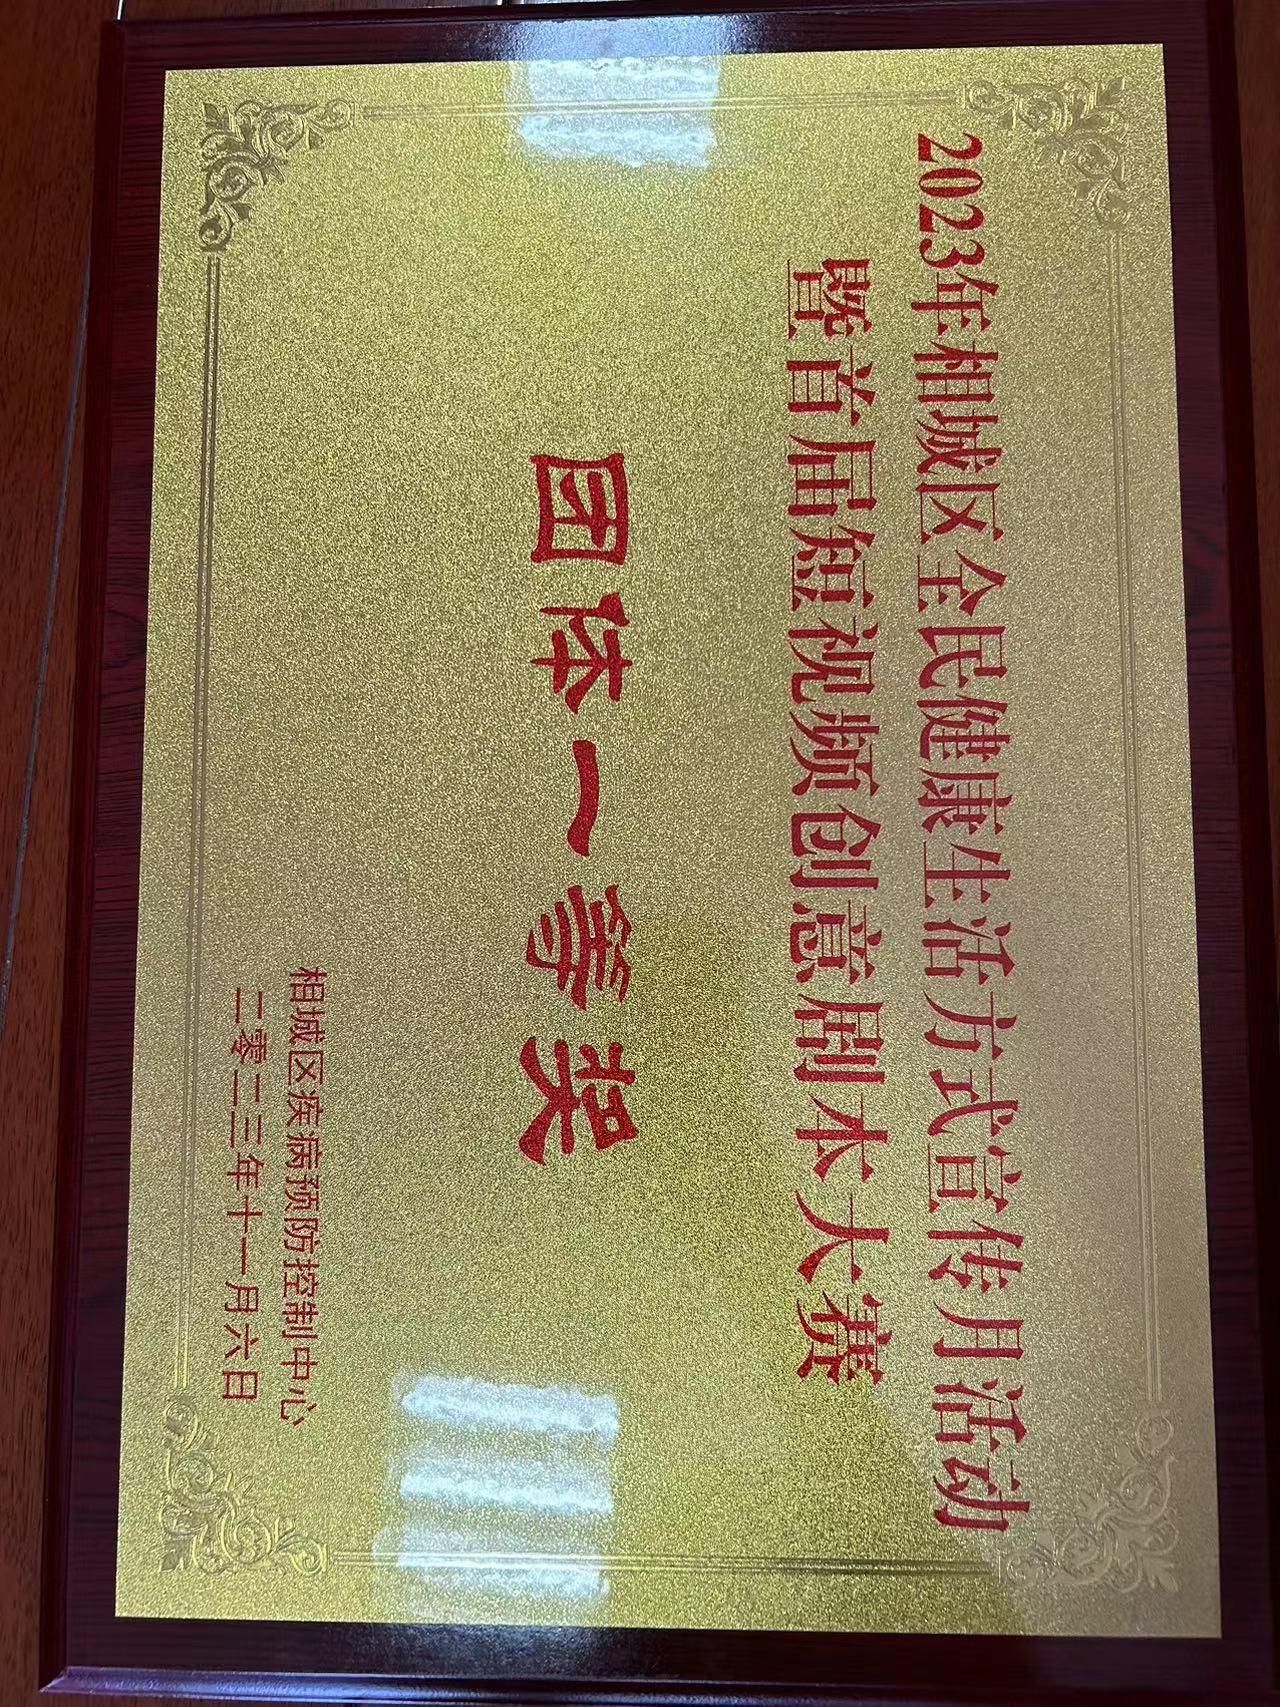 2023年相城区全民健康生活方式宣传月活动
暨首届短视频创意剧本大赛
团体一等奖
相城区疾病预防控制中心
二零二三年十一月六日